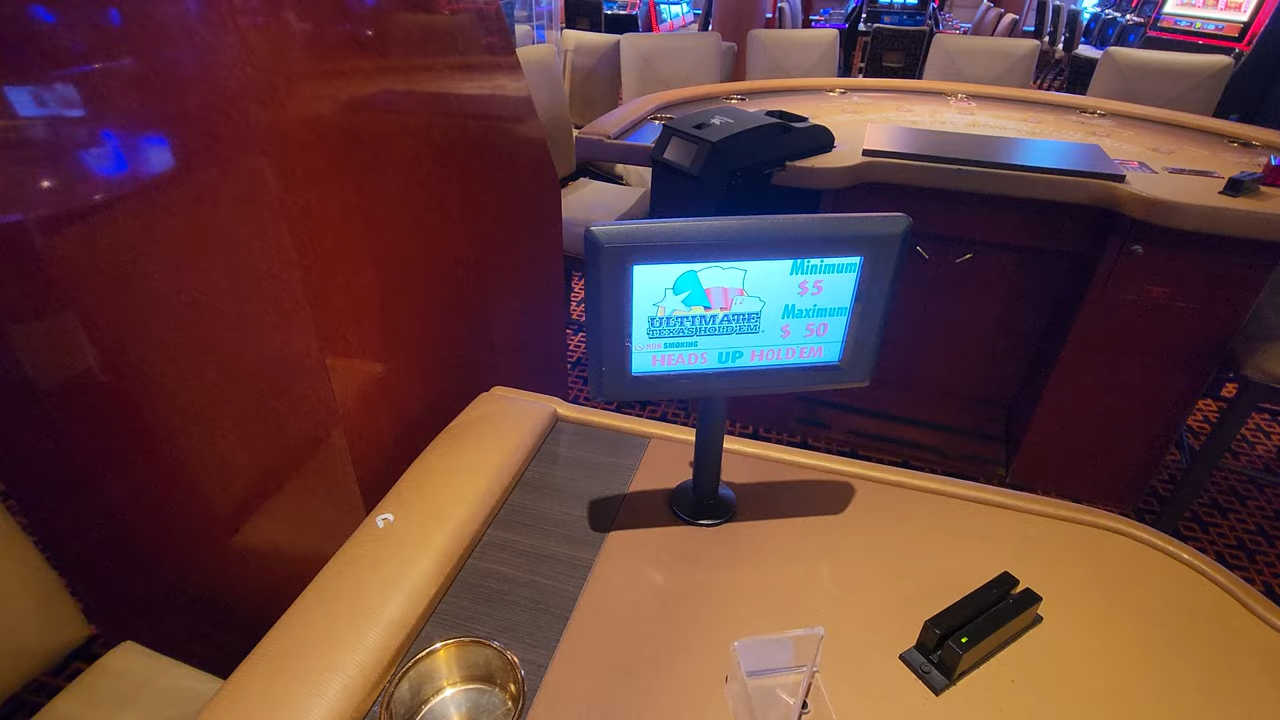 Minimum
$5
Maximum
$ 50
ULTIMATE
TEXAS HOLD'EM
NON SMOKING
HEADS UP HOLD'EM